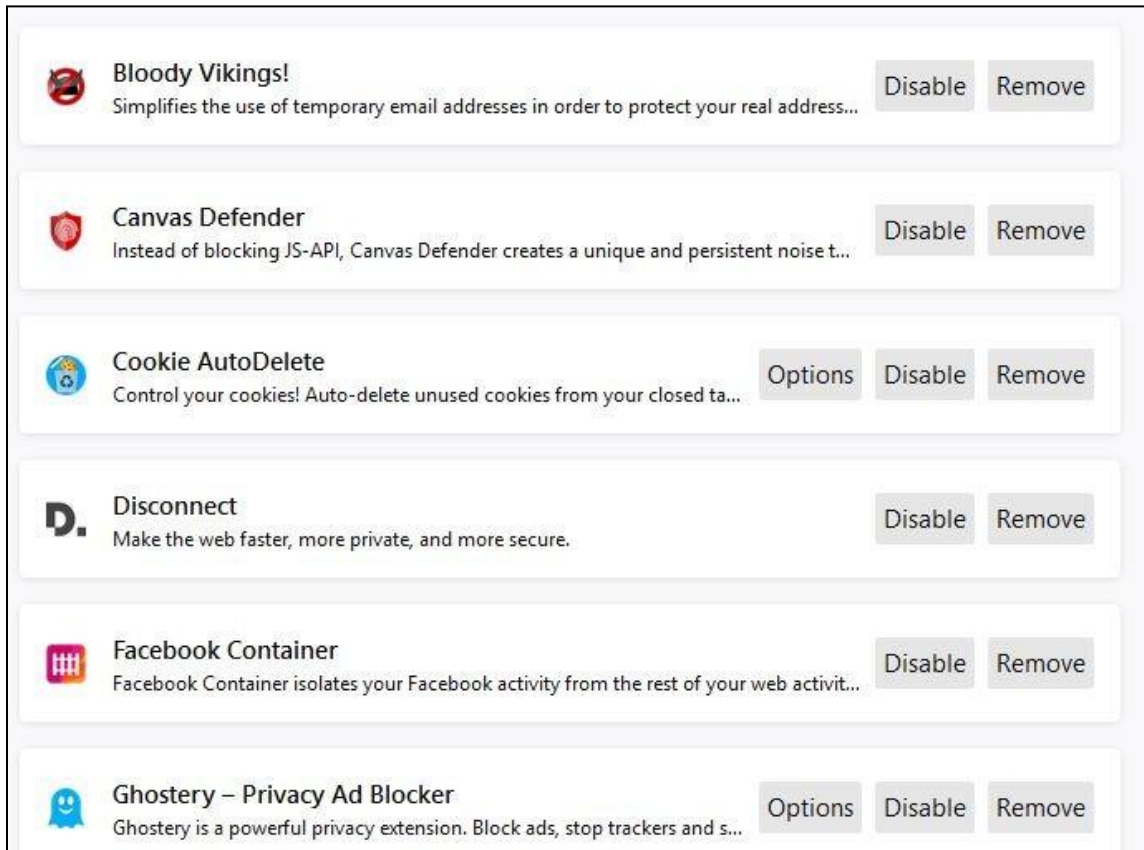 Bloody Vikings!
Simplifies the use of temporary email addresses in order to protect your real address...
Disable Remove
Canvas Defender
Instead of blocking JS-API, Canvas Defender creates a unique and persistent noise t...
Disable Remove
Cookie AutoDelete
Control your cookies! Auto-delete unused cookies from your closed ta...
Options Disable Remove
D.
Disconnect
Make the web faster, more private, and more secure.
Disable Remove
Facebook Container
Facebook Container isolates your Facebook activity from the rest of your web activit...
Disable Remove
Ghostery – Privacy Ad Blocker
Ghostery is a powerful privacy extension. Block ads, stop trackers and s...
Options Disable Remove